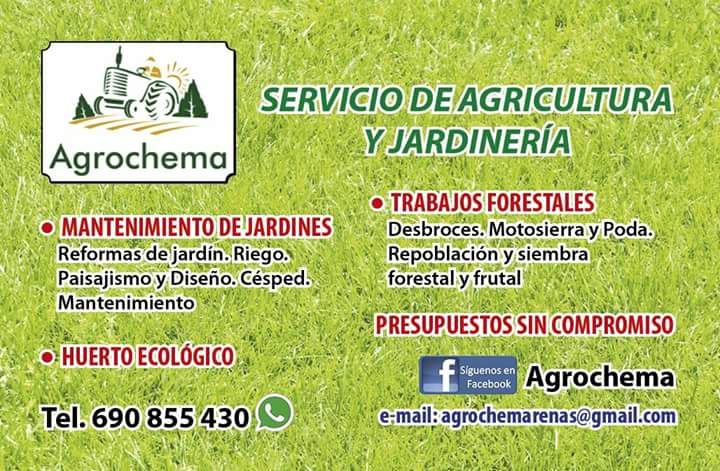 Agrochema
SERVICIO DE AGRICULTURA
Y JARDINERÍA
• MANTENIMIENTO DE JARDINES
Reformas de jardín. Riego.
Paisajismo y Diseño. Césped.
Mantenimiento
• HUERTO ECOLÓGICO
Tel. 690 855 430
• TRABAJOS FORESTALES
Desbroces. Motosierra y Poda.
Repoblación y siembra
forestal y frutal
PRESUPUESTOS SIN COMPROMISO
f Síguenos en
Facebook
Agrochema
e-mail: agrochemarenas@gmail.com